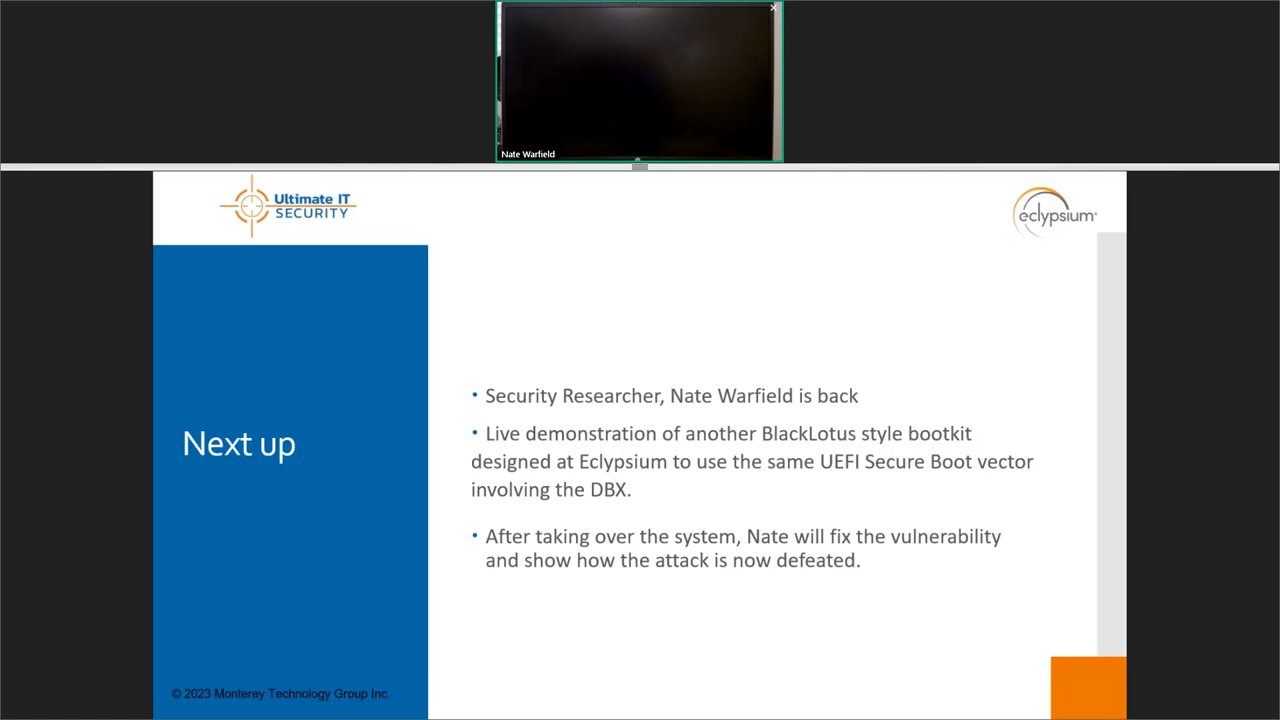 Nate Warfield
Ultimate IT
SECURITY
eclypsium®
Next up
• Security Researcher, Nate Warfield is back
• Live demonstration of another BlackLotus style bootkit
designed at Eclypsium to use the same UEFI Secure Boot vector
involving the DBX.
• After taking over the system, Nate will fix the vulnerability
and show how the attack is now defeated.
© 2023 Monterey Technology Group Inc.